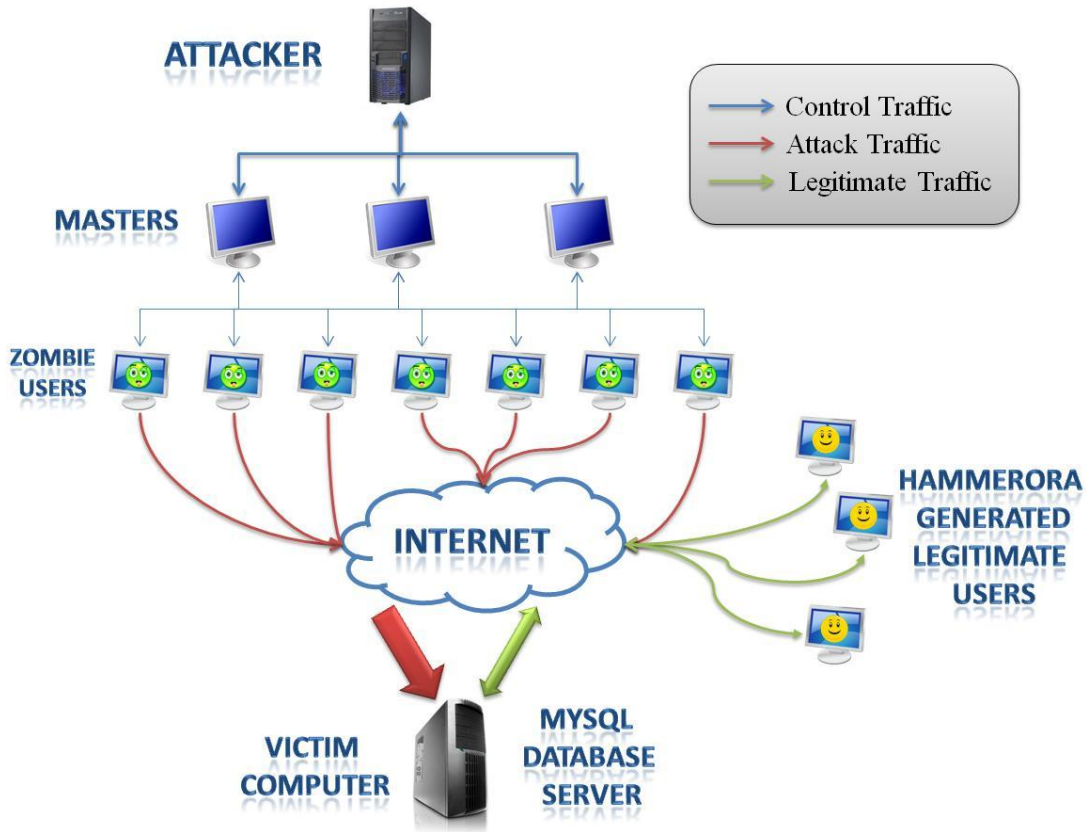 ATTACKER
Control Traffic
Attack Traffic
Legitimate Traffic
MASTERS
ZOMBIE
USERS
HAMMERORA
GENERATED
LEGITIMATE
USERS
INTERNET
VICTIM
COMPUTER
MYSQL
DATABASE
SERVER